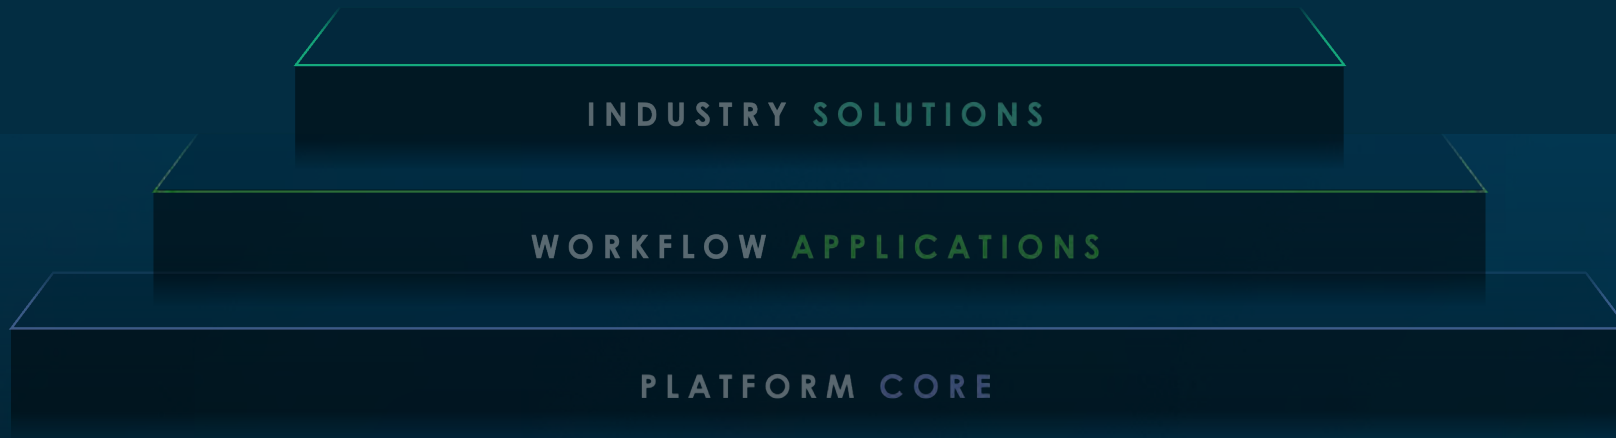 INDUSTRY SOLUTIONS
WORKFLOW APPLICATIONS
PLATFORM CORE